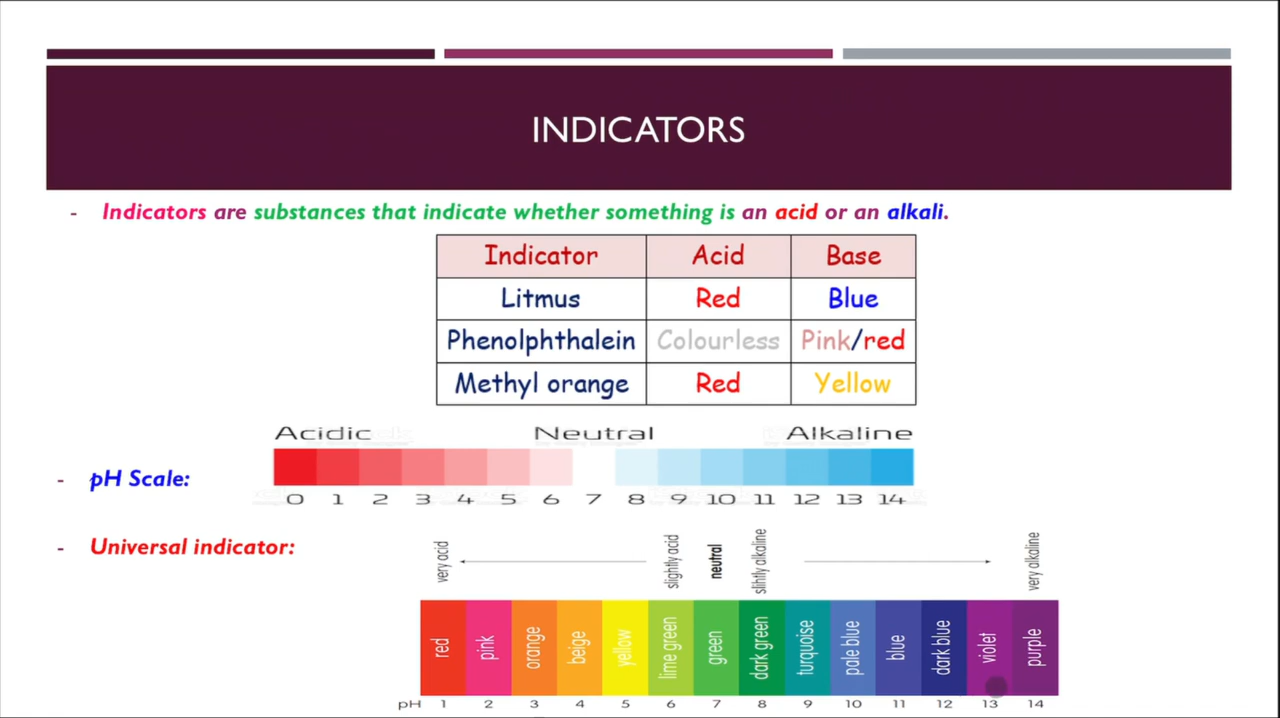 INDICATORS
- Indicators are substances that indicate whether something is an acid or an alkali.
Indicator Acid Base
Litmus Red Blue
Phenolphthalein Colourless Pink/red
Methyl orange Red Yellow
Acidic Neutral Alkaline
- pH Scale:
0 1 2 3 4 5 6 7 8 9 10 11 12 13 14
- Universal indicator:
very acid slightly acid neutral slihtly alkaline very alkaline
red pink orange beige yellow lime green green dark green turquoise pale blue blue dark blue violet purple
pH 1 2 3 4 5 6 7 8 9 10 11 12 13 14